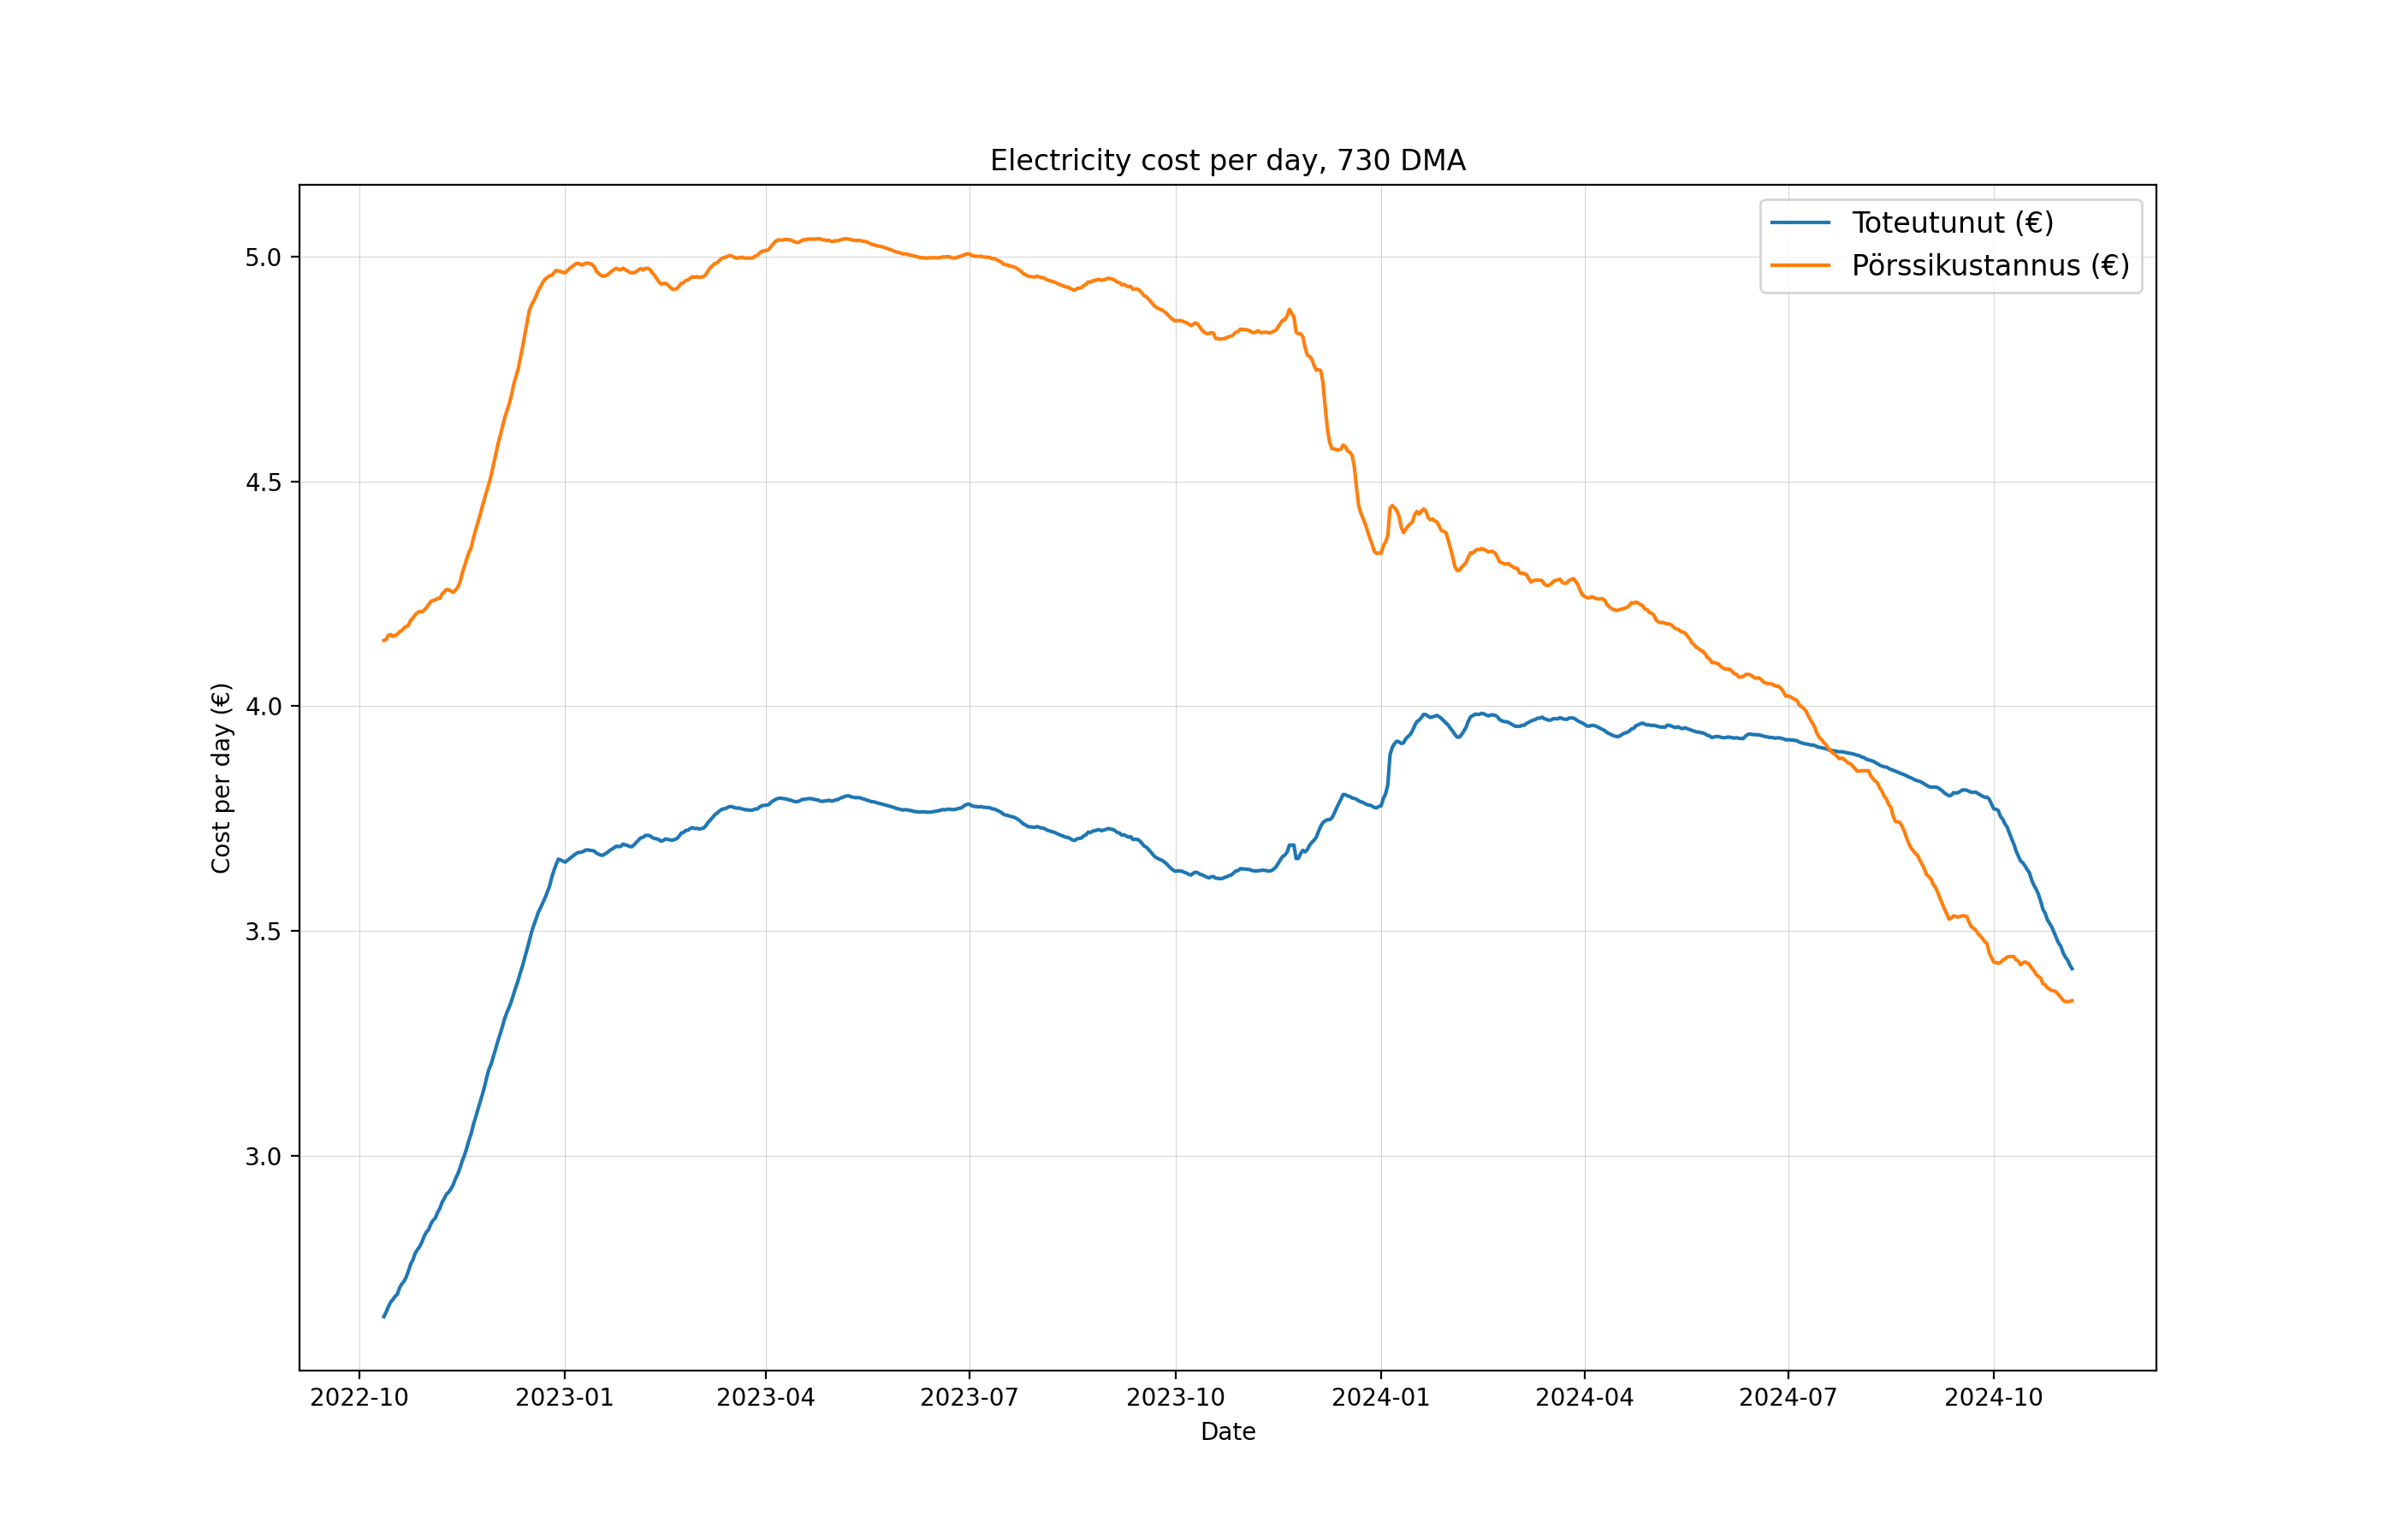 Electricity cost per day, 730 DMA
Toteutunut (€)
Pörssikustannus (€)
Cost per day (€)
5.0
4.5
4.0
3.5
3.0
2022-10 2023-01 2023-04 2023-07 2023-10 2024-01 2024-04 2024-07 2024-10
Date